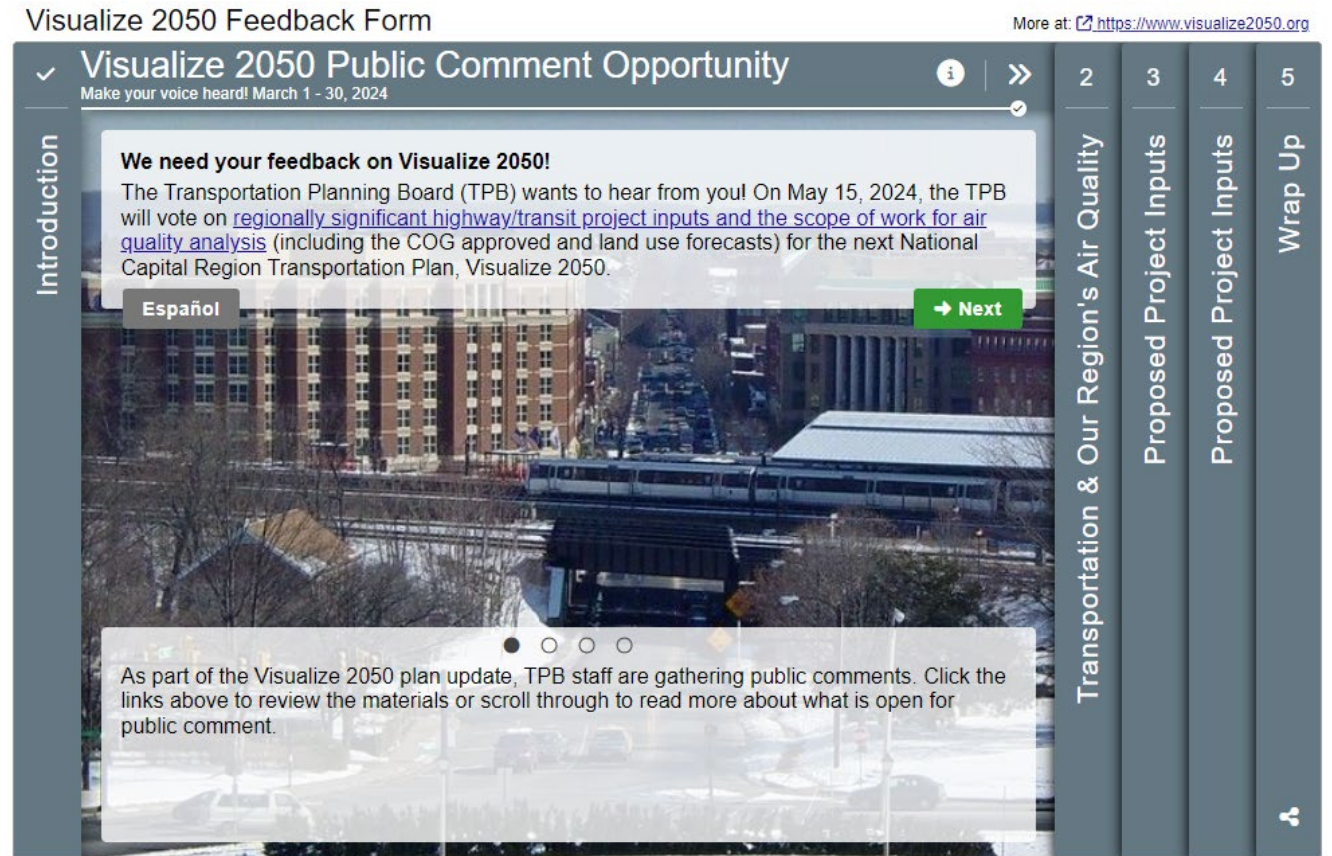 Visualize 2050 Feedback Form
More at: https://www.visualize2050.org
Visualize 2050 Public Comment Opportunity
Make your voice heard! March 1 - 30, 2024
Introduction
We need your feedback on Visualize 2050!
The Transportation Planning Board (TPB) wants to hear from you! On May 15, 2024, the TPB
will vote on regionally significant highway/transit project inputs and the scope of work for air
quality analysis (including the COG approved and land use forecasts) for the next National
Capital Region Transportation Plan, Visualize 2050.
Español
Next
As part of the Visualize 2050 plan update, TPB staff are gathering public comments. Click the
links above to review the materials or scroll through to read more about what is open for
public comment.
2
Transportation & Our Region's Air Quality
3
Proposed Project Inputs
4
Proposed Project Inputs
5
Wrap Up